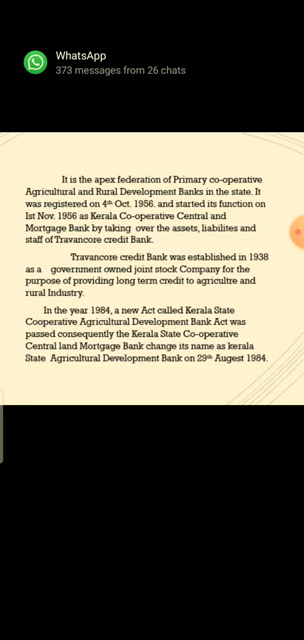 WhatsApp
373 messages from 26 chats
It is the apex federation of Primary co-operative
Agricultural and Rural Development Banks in the state. It
was registered on 4th Oct. 1956. and started its function on
Ist Nov. 1956 as Kerala Co-operative Central and
Mortgage Bank by taking over the assets, liabilites and
staff of Travancore credit Bank.
Travancore credit Bank was established in 1938
as a government owned joint stock Company for the
purpose of providing long term credit to agricultre and
rural Industry.
In the year 1984, a new Act called Kerala State
Cooperative Agricultural Development Bank Act was
passed consequently the Kerala State Co-operative
Central land Mortgage Bank change its name as kerala
State Agricultural Development Bank on 29th Augest 1984.